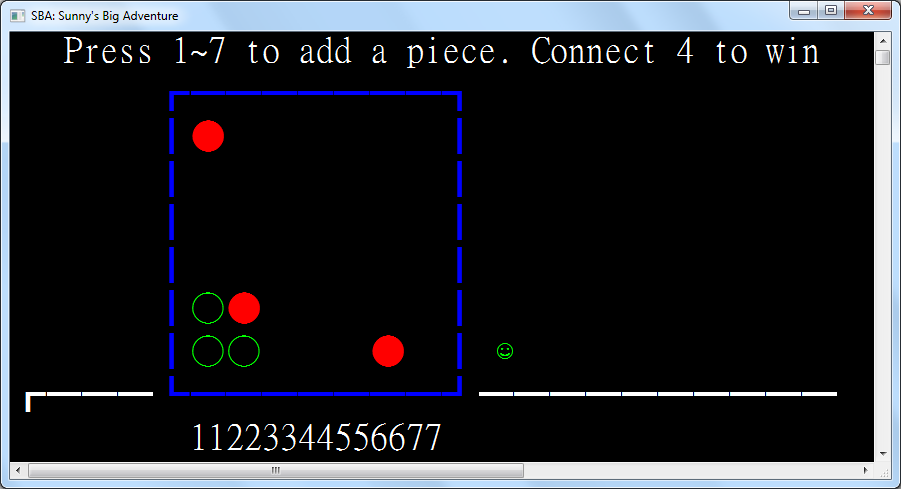 SBA: Sunny's Big Adventure
Press 1~7 to add a piece. Connect 4 to win
11223344556677